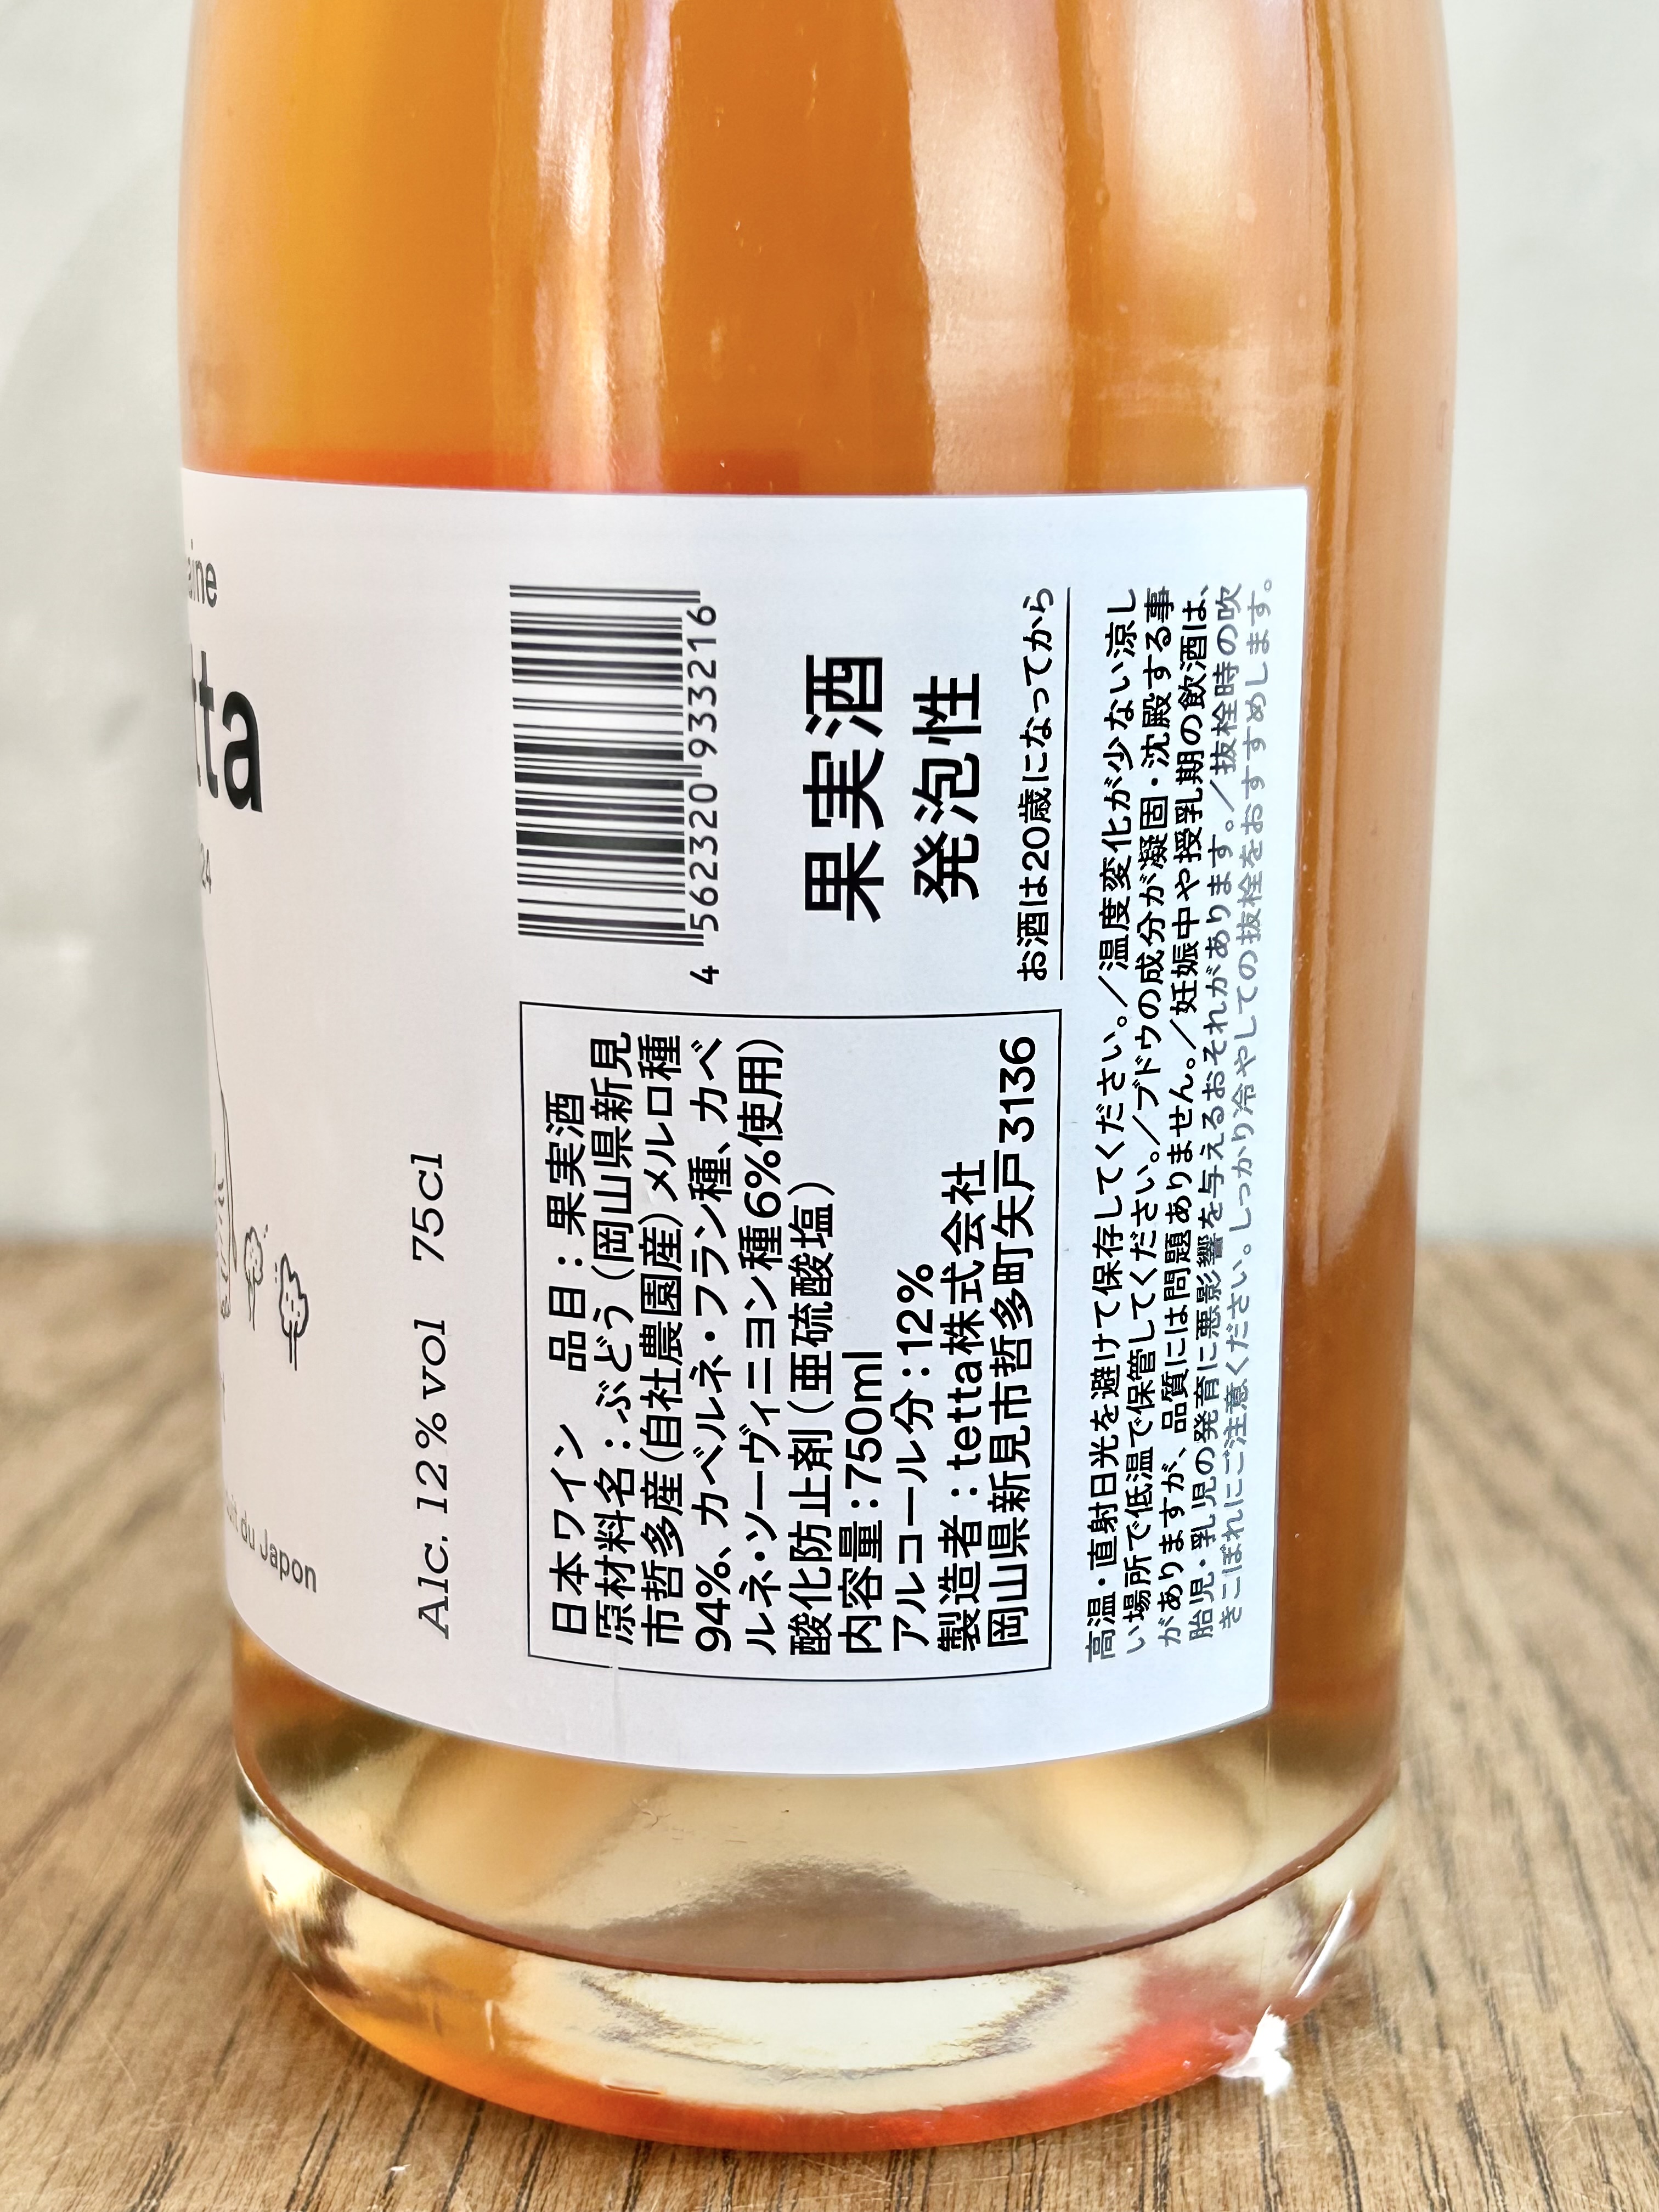 tta
Alc. 12% vol 75cl
du Japon
4 562320 933216
果実酒
発泡性
お酒は20歳になってから
日本ワイン 品目：果実酒
原材料名：ぶどう（岡山県新見
市哲多産（自社農園産）メルロ種
94%、カベルネ・フラン種、カベ
ルネ・ソーヴィニヨン種6%使用）
酸化防止剤（亜硫酸塩）
内容量：750ml
アルコール分：12%
製造者：tetta株式会社
岡山県新見市哲多町矢戸3136
高温・直射日光を避けて保存してください。／温度変化が少ない涼し
い場所で低温で保管してください。／ブドウの成分が凝固・沈殿する事
がありますが、品質には問題ありません。／妊娠中や授乳期の飲酒は、
胎児・乳児の発育に悪影響を与えるおそれがあります。／抜栓時の吹
きこぼれにご注意ください。しっかり冷やしての抜栓をおすすめします。